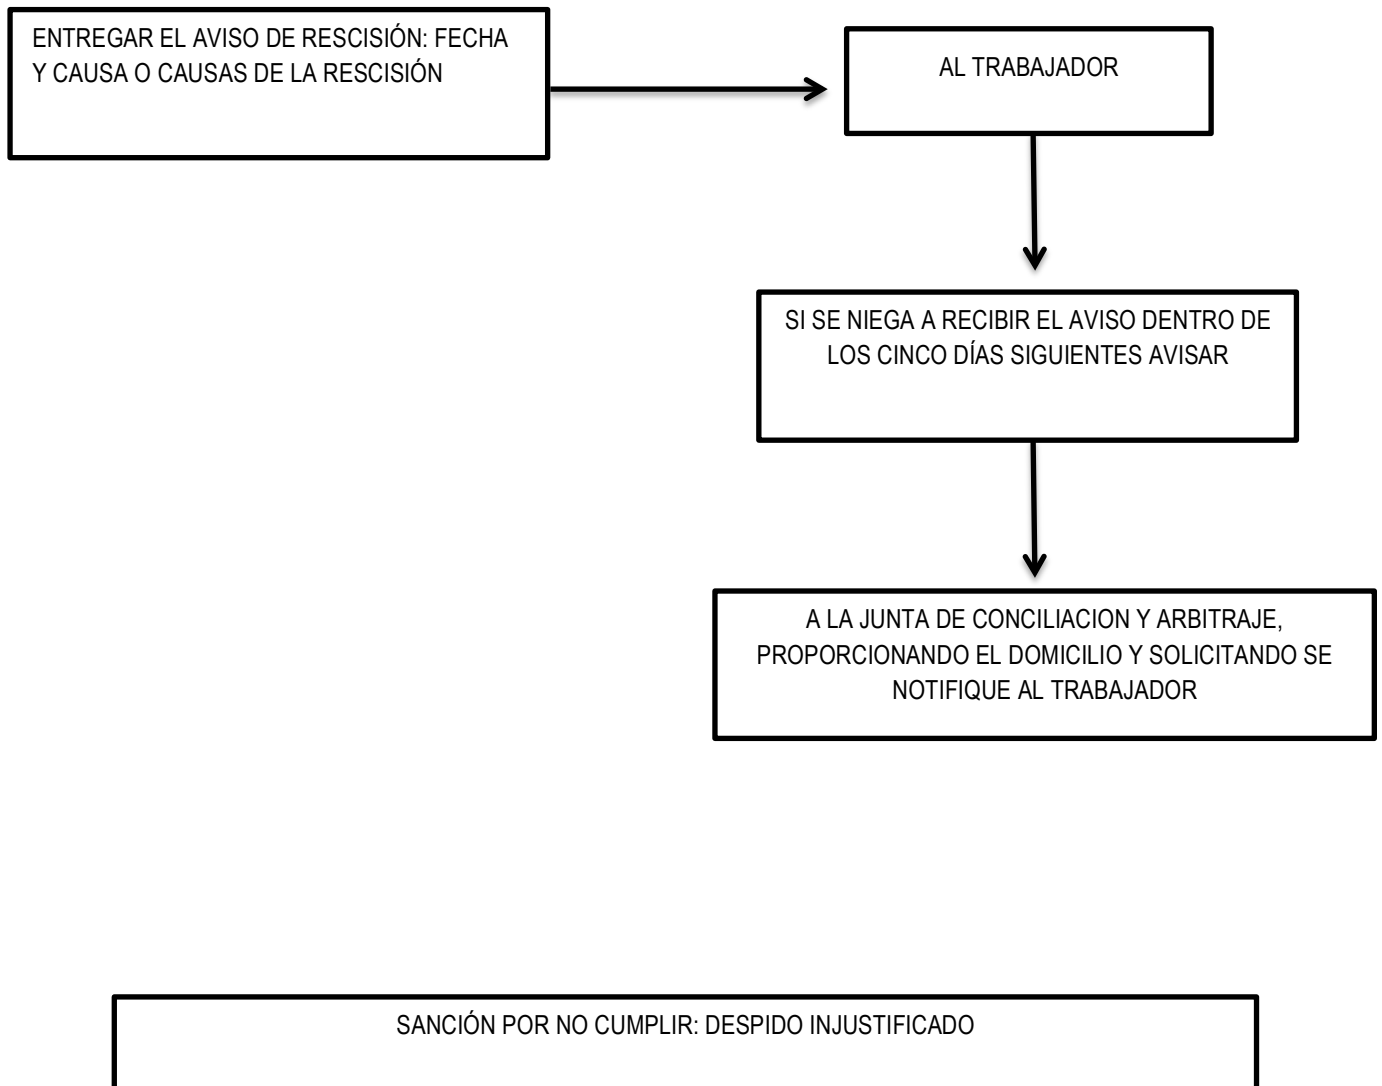 ENTREGAR EL AVISO DE RESCISIÓN: FECHA
Y CAUSA O CAUSAS DE LA RESCISIÓN
AL TRABAJADOR
SI SE NIEGA A RECIBIR EL AVISO DENTRO DE
LOS CINCO DÍAS SIGUIENTES AVISAR
A LA JUNTA DE CONCILIACION Y ARBITRAJE,
PROPORCIONANDO EL DOMICILIO Y SOLICITANDO SE
NOTIFIQUE AL TRABAJADOR
SANCIÓN POR NO CUMPLIR: DESPIDO INJUSTIFICADO